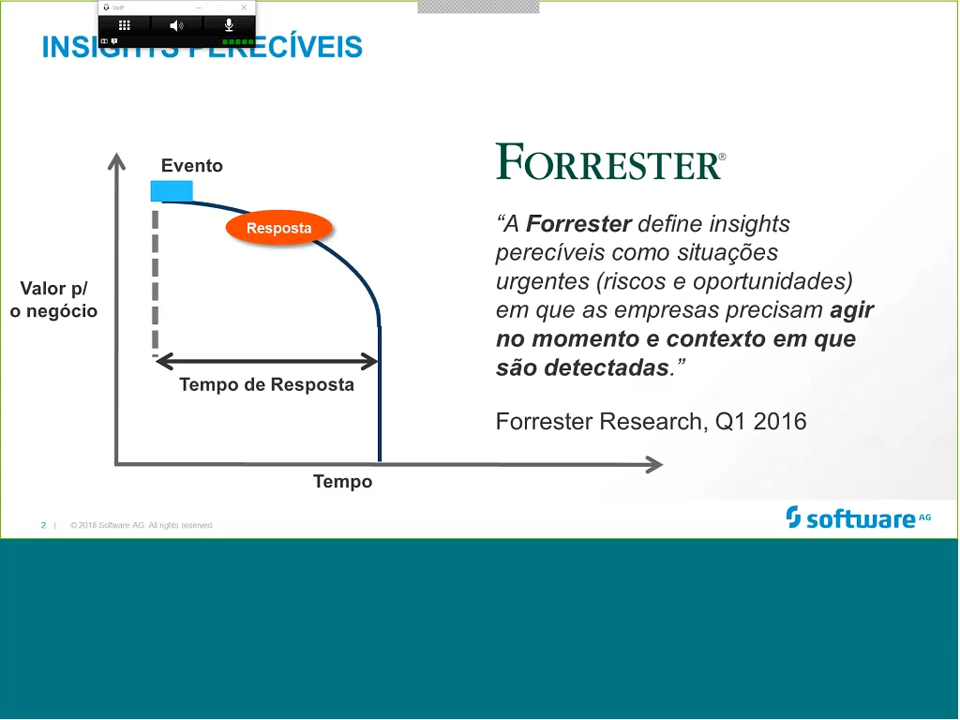 VoIP
INSIGHTS PERECÍVEIS
Evento
Resposta
Valor p/
o negócio
Tempo de Resposta
Tempo
FORRESTER®
“A Forrester define insights
perecíveis como situações
urgentes (riscos e oportunidades)
em que as empresas precisam agir
no momento e contexto em que
são detectadas.”
Forrester Research, Q1 2016
2 | © 2016 Software AG. All rights reserved.
software AG